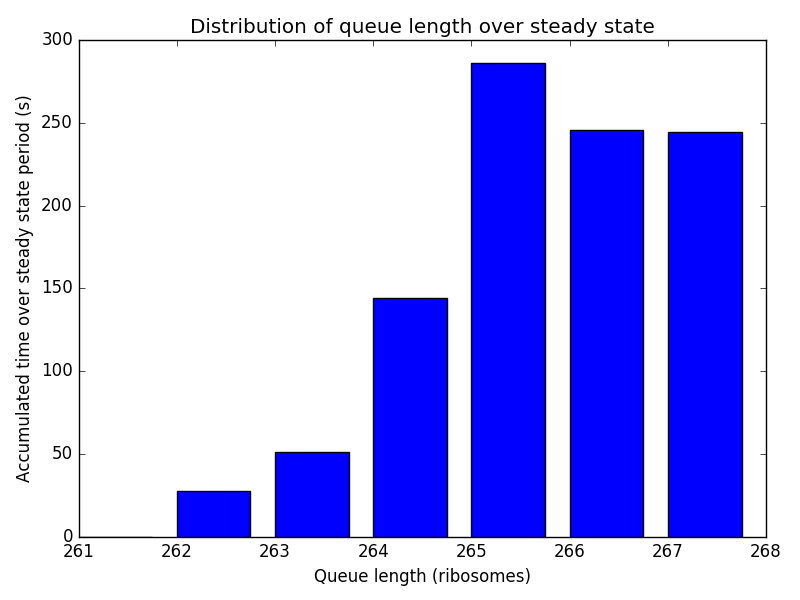 Distribution of queue length over steady state
300
250
200
150
100
50
0
Accumulated time over steady state period (s)
261 262 263 264 265 266 267 268
Queue length (ribosomes)